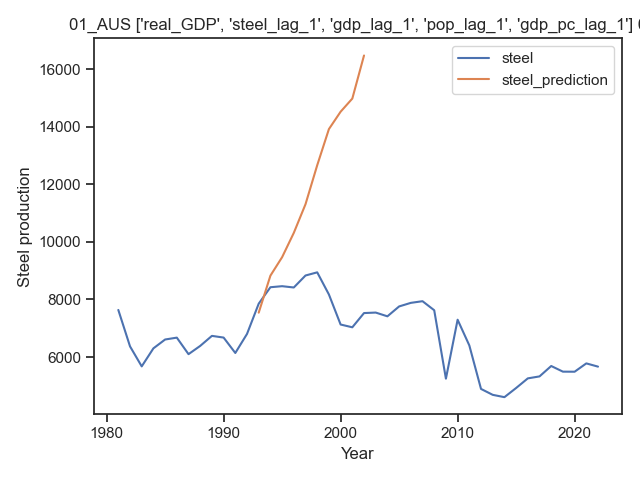 01_AUS ['real_GDP', 'steel_lag_1', 'gdp_lag_1', 'pop_lag_1', 'gdp_pc_lag_1']
steel
steel_prediction
16000
14000
12000
10000
8000
6000
Steel production
1980
1990
2000
2010
2020
Year